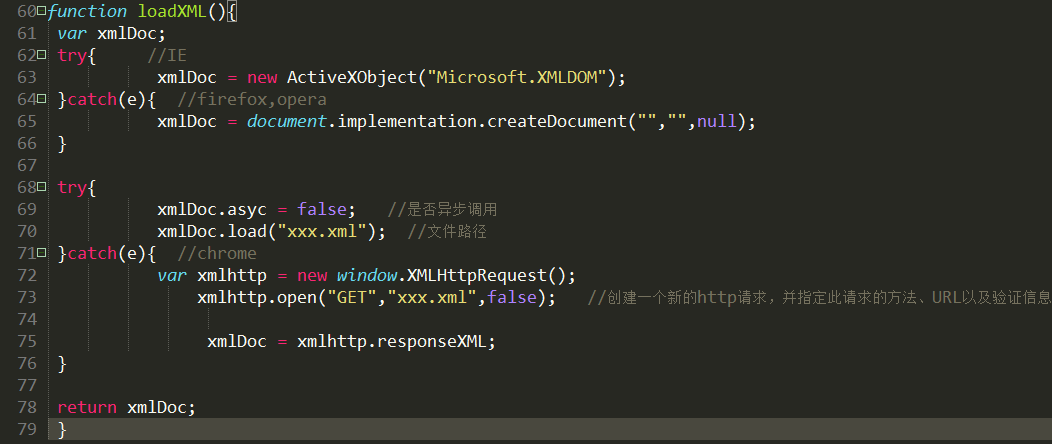 60 function loadXML(){
61 var xmlDoc;
62 try{ //IE
63 xmlDoc = new ActiveXObject("Microsoft.XMLDOM");
64 }catch(e){ //firefox,opera
65 xmlDoc = document.implementation.createDocument("","",null);
66 }
67
68 try{
69 xmlDoc.asyc = false; //是否异步调用
70 xmlDoc.load("xxx.xml"); //文件路径
71 }catch(e){ //chrome
72 var xmlhttp = new window.XMLHttpRequest();
73 xmlhttp.open("GET","xxx.xml",false); //创建一个新的http请求，并指定此请求的方法、URL以及验证信息
74
75 xmlDoc = xmlhttp.responseXML;
76 }
77
78 return xmlDoc;
79 }